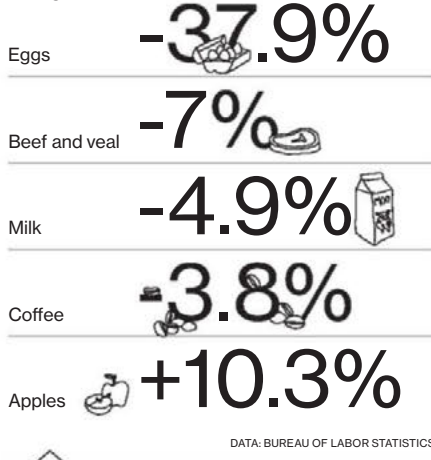 Eggs -37.9%
Beef and veal -7%
Milk -4.9%
Coffee -3.8%
Apples +10.3%
DATA: BUREAU OF LABOR STATISTICS